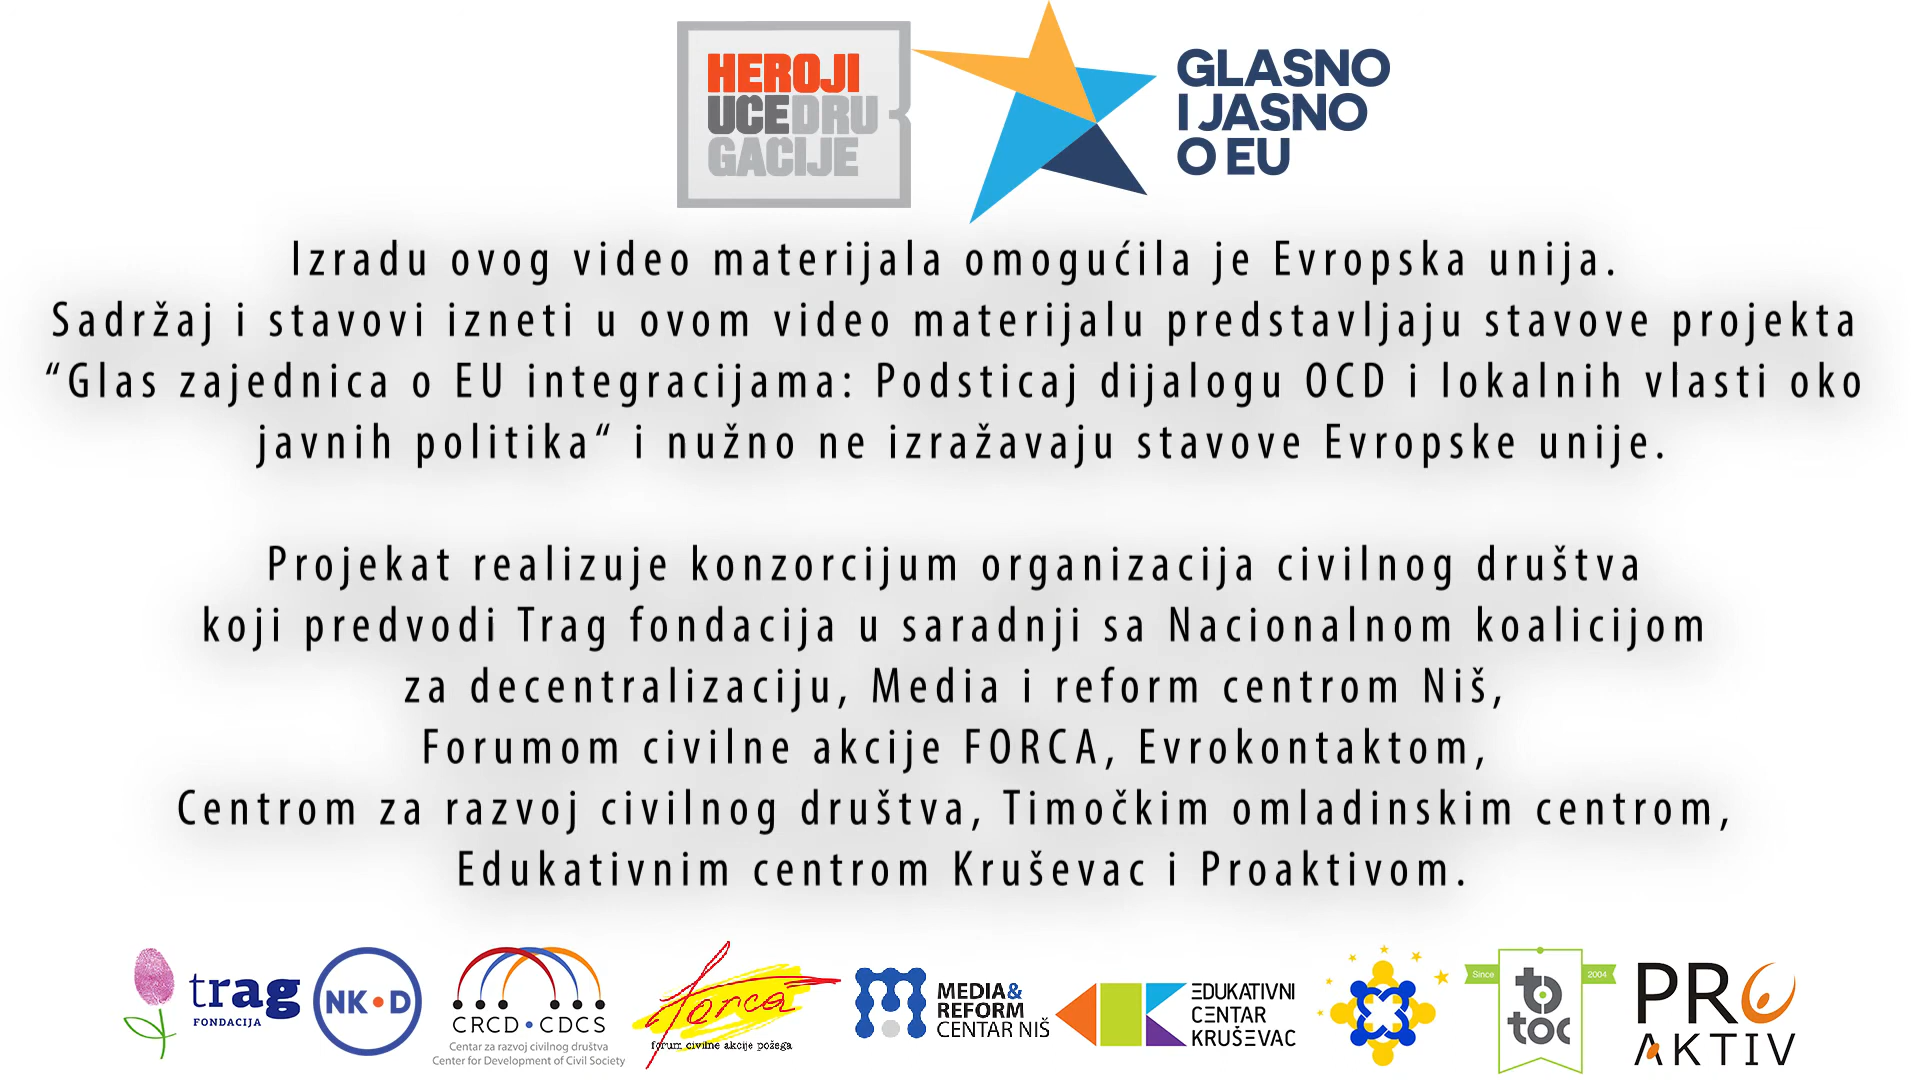 HEROJI
UČEDRU
GAČIJE
GLASNO
I JASNO
O EU
Izradu ovog video materijala omogućila je Evropska unija.
Sadržaj i stavovi izneti u ovom video materijalu predstavljaju stavove projekta
“Glas zajednica o EU integracijama: Podsticaj dijalogu OCD i lokalnih vlasti oko
javnih politika“ i nužno ne izražavaju stavove Evropske unije.
Projekat realizuje konzorcijum organizacija civilnog društva
koji predvodi Trag fondacija u saradnji sa Nacionalnom koalicijom
za decentralizaciju, Media i reform centrom Niš,
Forumom civilne akcije FORCA, Evrokontaktom,
Centrom za razvoj civilnog društva, Timočkim omladinskim centrom,
Edukativnim centrom Kruševac i Proaktivom.
trag
FONDACIJA
NK•D
CRCD•CDCS
Centar za razvoj civilnog društva
Center for Development of Civil Society
forca
forum civilne akcije požega
MEDIA&
REFORM
CENTAR NIŠ
EDUKATIVNI
CENTAR
KRUŠEVAC
Since 2004
to
toc
PRO
AKTIV